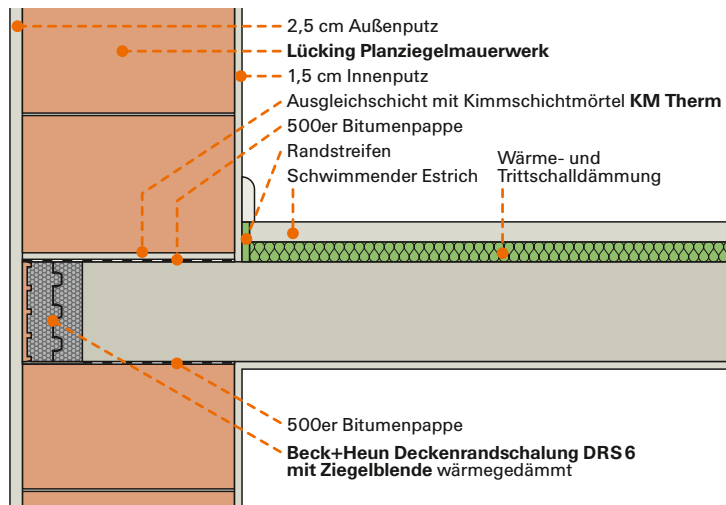 2,5 cm Außenputz
Lücking Planziegelmauerwerk
1,5 cm Innenputz
Ausgleichschicht mit Kimmschichtmörtel KM Therm
500er Bitumenpappe
Randstreifen
Schwimmender Estrich
Wärme- und
Trittschalldämmung
500er Bitumenpappe
Beck+Heun Deckenrandschalung DRS 6
mit Ziegelblende wärmegedämmt